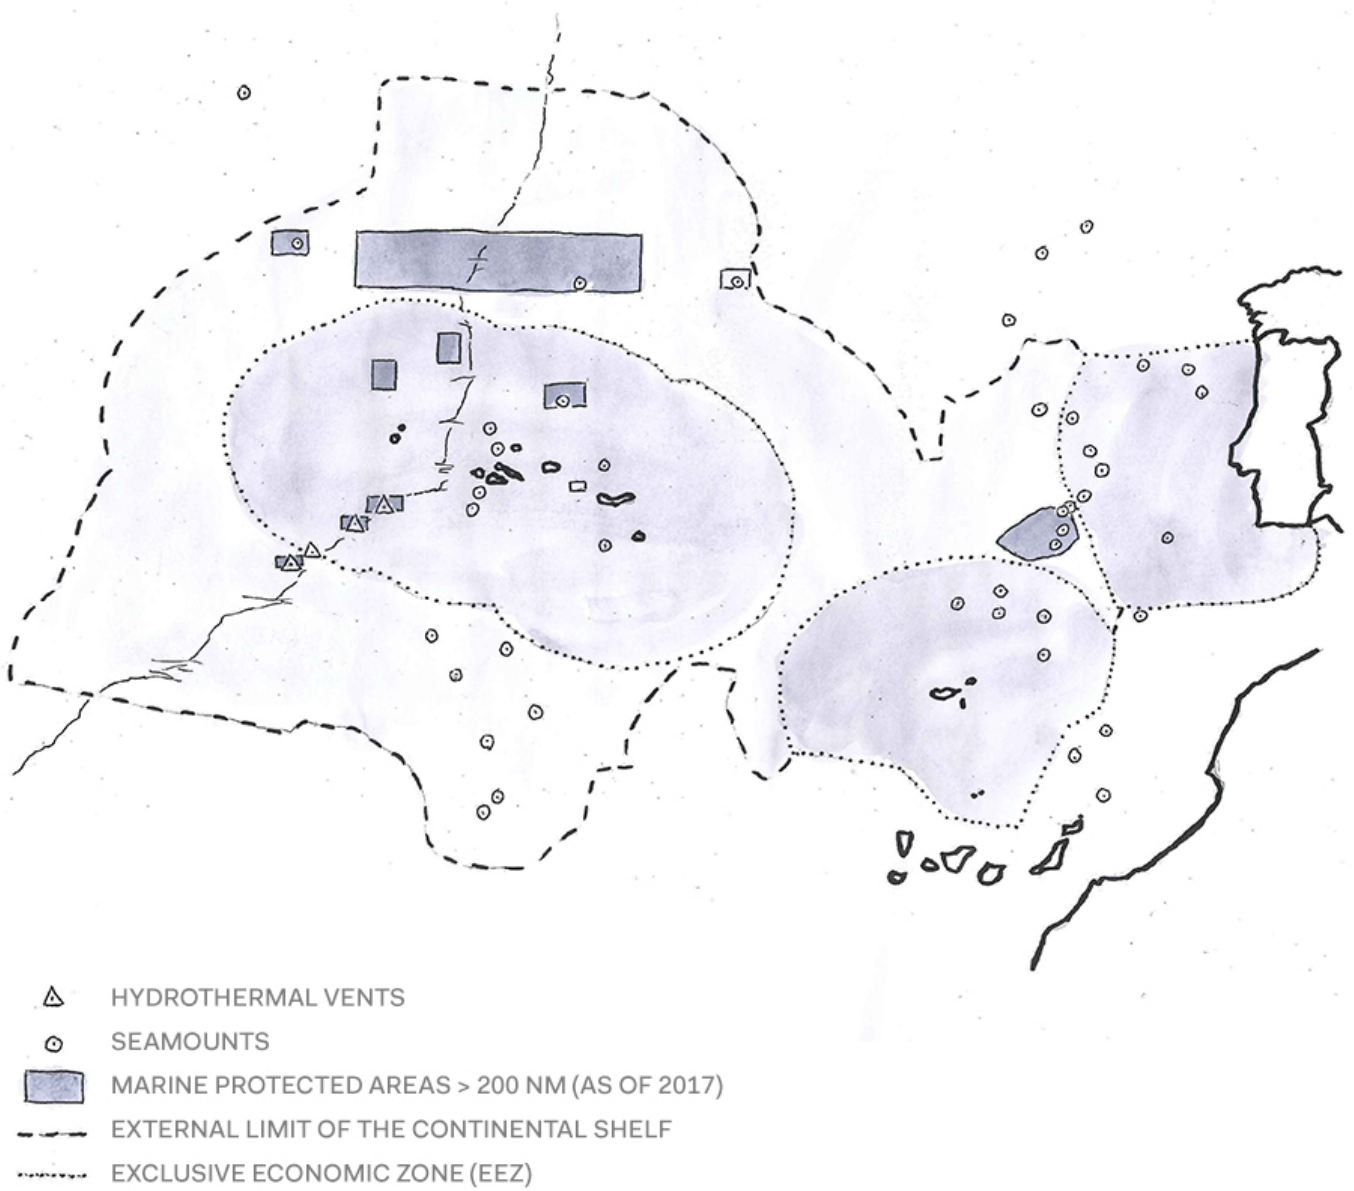 HYDROTHERMAL VENTS
SEAMOUNTS
MARINE PROTECTED AREAS > 200 NM (AS OF 2017)
EXTERNAL LIMIT OF THE CONTINENTAL SHELF
EXCLUSIVE ECONOMIC ZONE (EEZ)